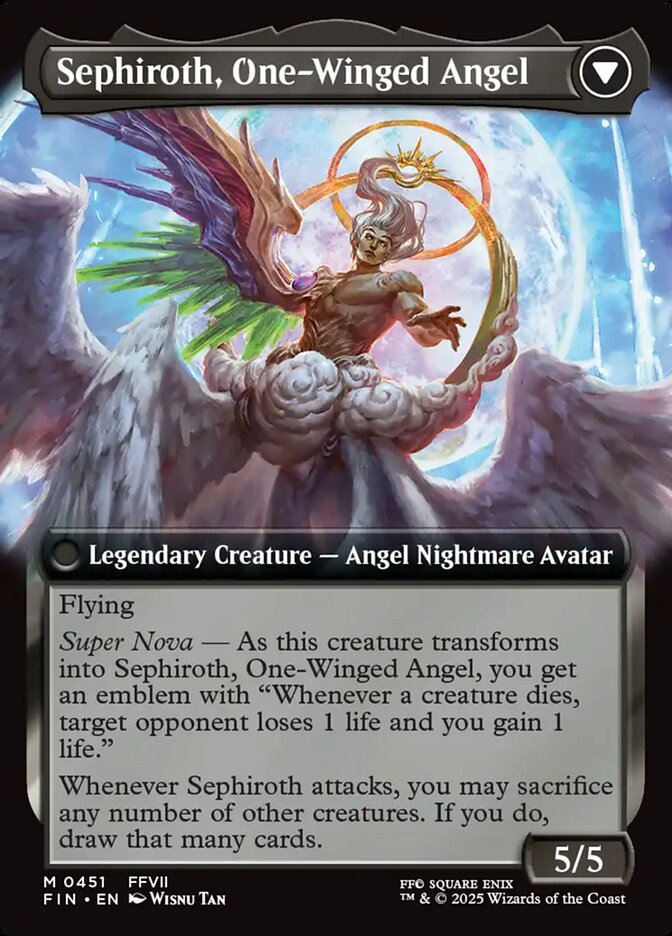 Sephiroth, One-Winged Angel
Legendary Creature — Angel Nightmare Avatar
Flying
Super Nova — As this creature transforms
into Sephiroth, One-Winged Angel, you get
an emblem with “Whenever a creature dies,
target opponent loses 1 life and you gain 1
life.”
Whenever Sephiroth attacks, you may sacrifice
any number of other creatures. If you do,
draw that many cards.
5/5
M 0451 FFVII
FIN • EN Wisnu Tan
FF© SQUARE ENIX
™ & © 2025 Wizards of the Coast